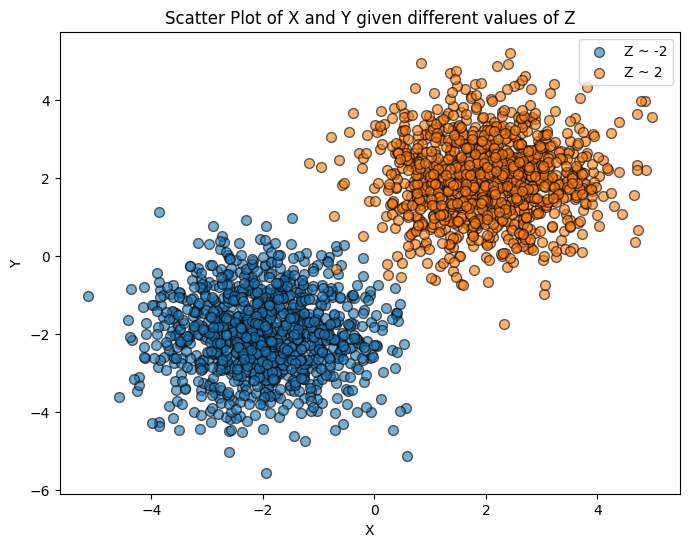 Scatter Plot of X and Y given different values of Z
Z ~ -2
Z ~ 2
Y
4
2
0
−2
−4
−6
−4
−2
0
2
4
X